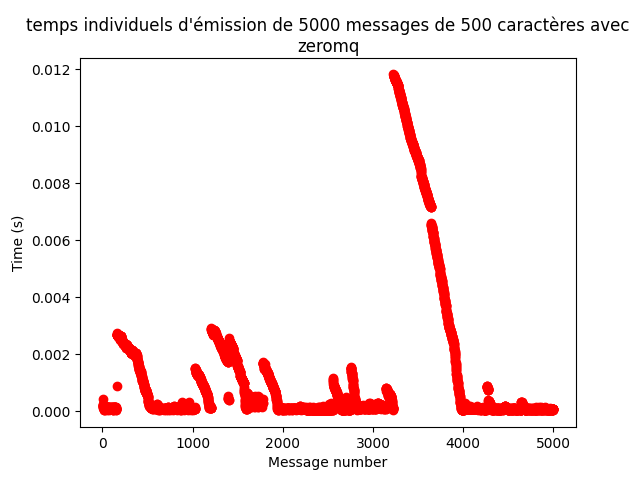 temps individuels d'émission de 5000 messages de 500 caractères avec
zeromq
0.012
0.010
0.008
0.006
0.004
0.002
0.000
Time (s)
0 1000 2000 3000 4000 5000
Message number